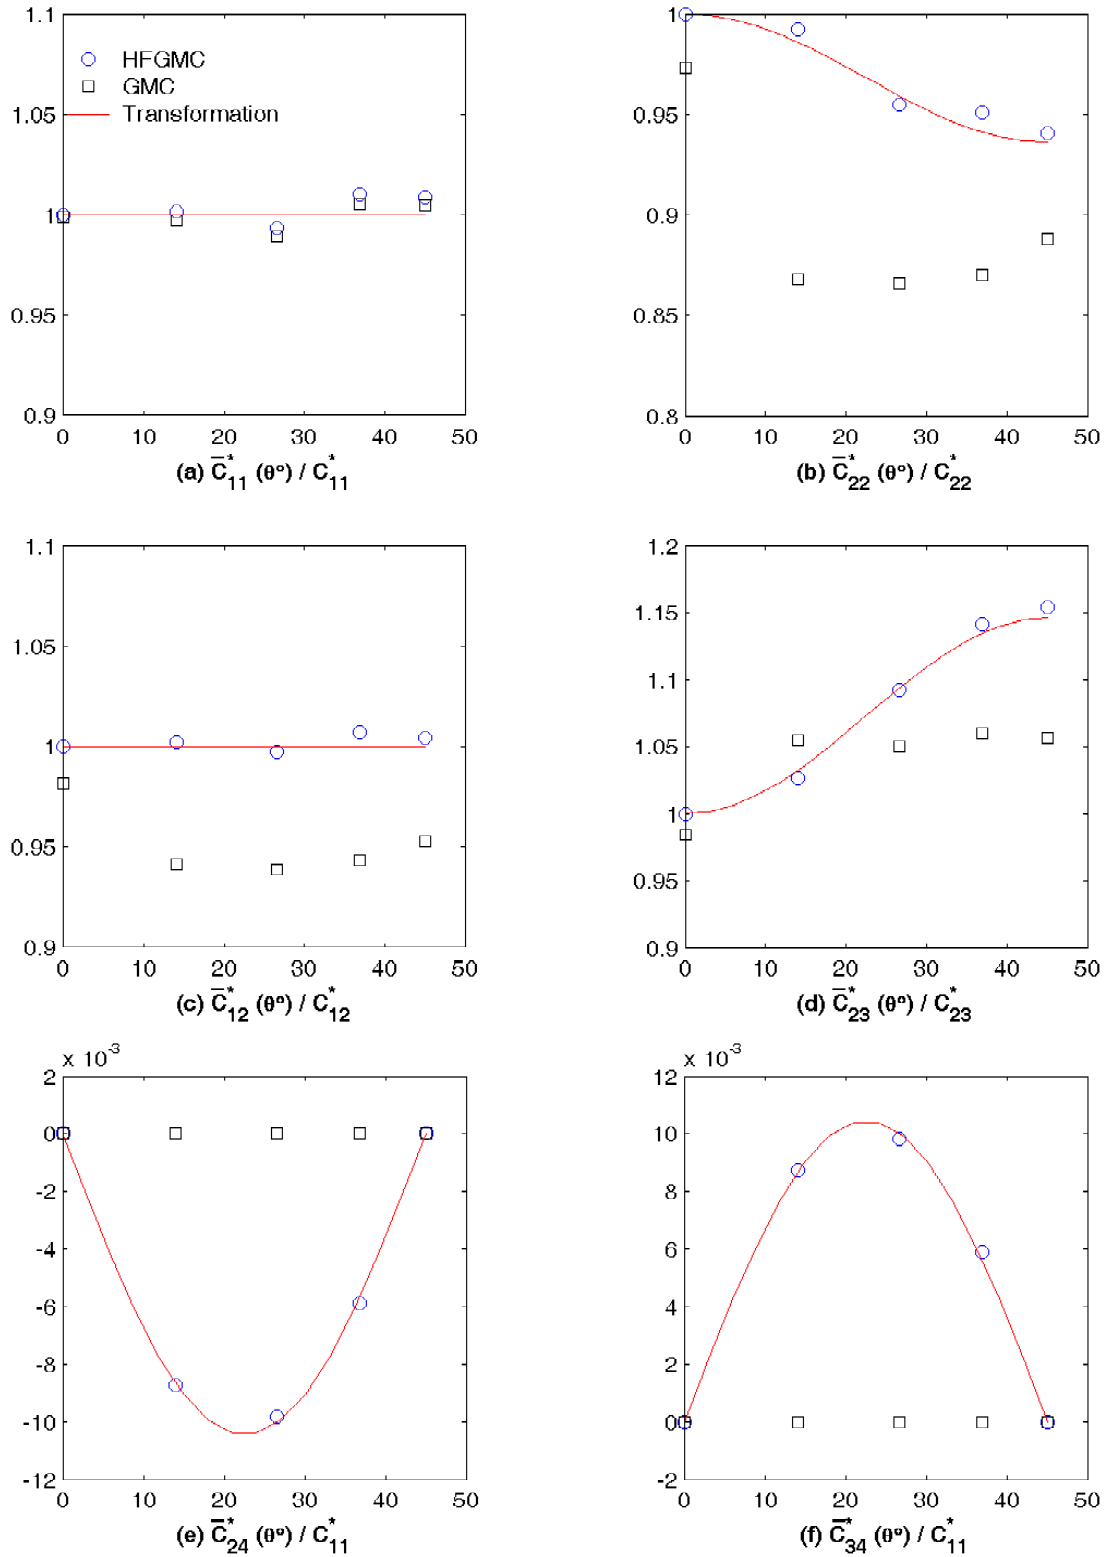 1.1
1.05
1
0.95
0.9
0 10 20 30 40 50
HFGMC
GMC
Transformation
(a) C̅*₁₁ (θ°) / C*₁₁
1
0.95
0.9
0.85
0.8
0 10 20 30 40 50
(b) C̅*₂₂ (θ°) / C*₂₂
1.1
1.05
1
0.95
0.9
0 10 20 30 40 50
(c) C̅*₁₂ (θ°) / C*₁₂
1.2
1.15
1.1
1.05
1
0.95
0.9
0 10 20 30 40 50
(d) C̅*₂₃ (θ°) / C*₂₃
x 10⁻³
2
0
-2
-4
-6
-8
-10
-12
0 10 20 30 40 50
(e) C̅*₂₄ (θ°) / C*₁₁
x 10⁻³
12
10
8
6
4
2
0
-2
0 10 20 30 40 50
(f) C̅*₃₄ (θ°) / C*₁₁